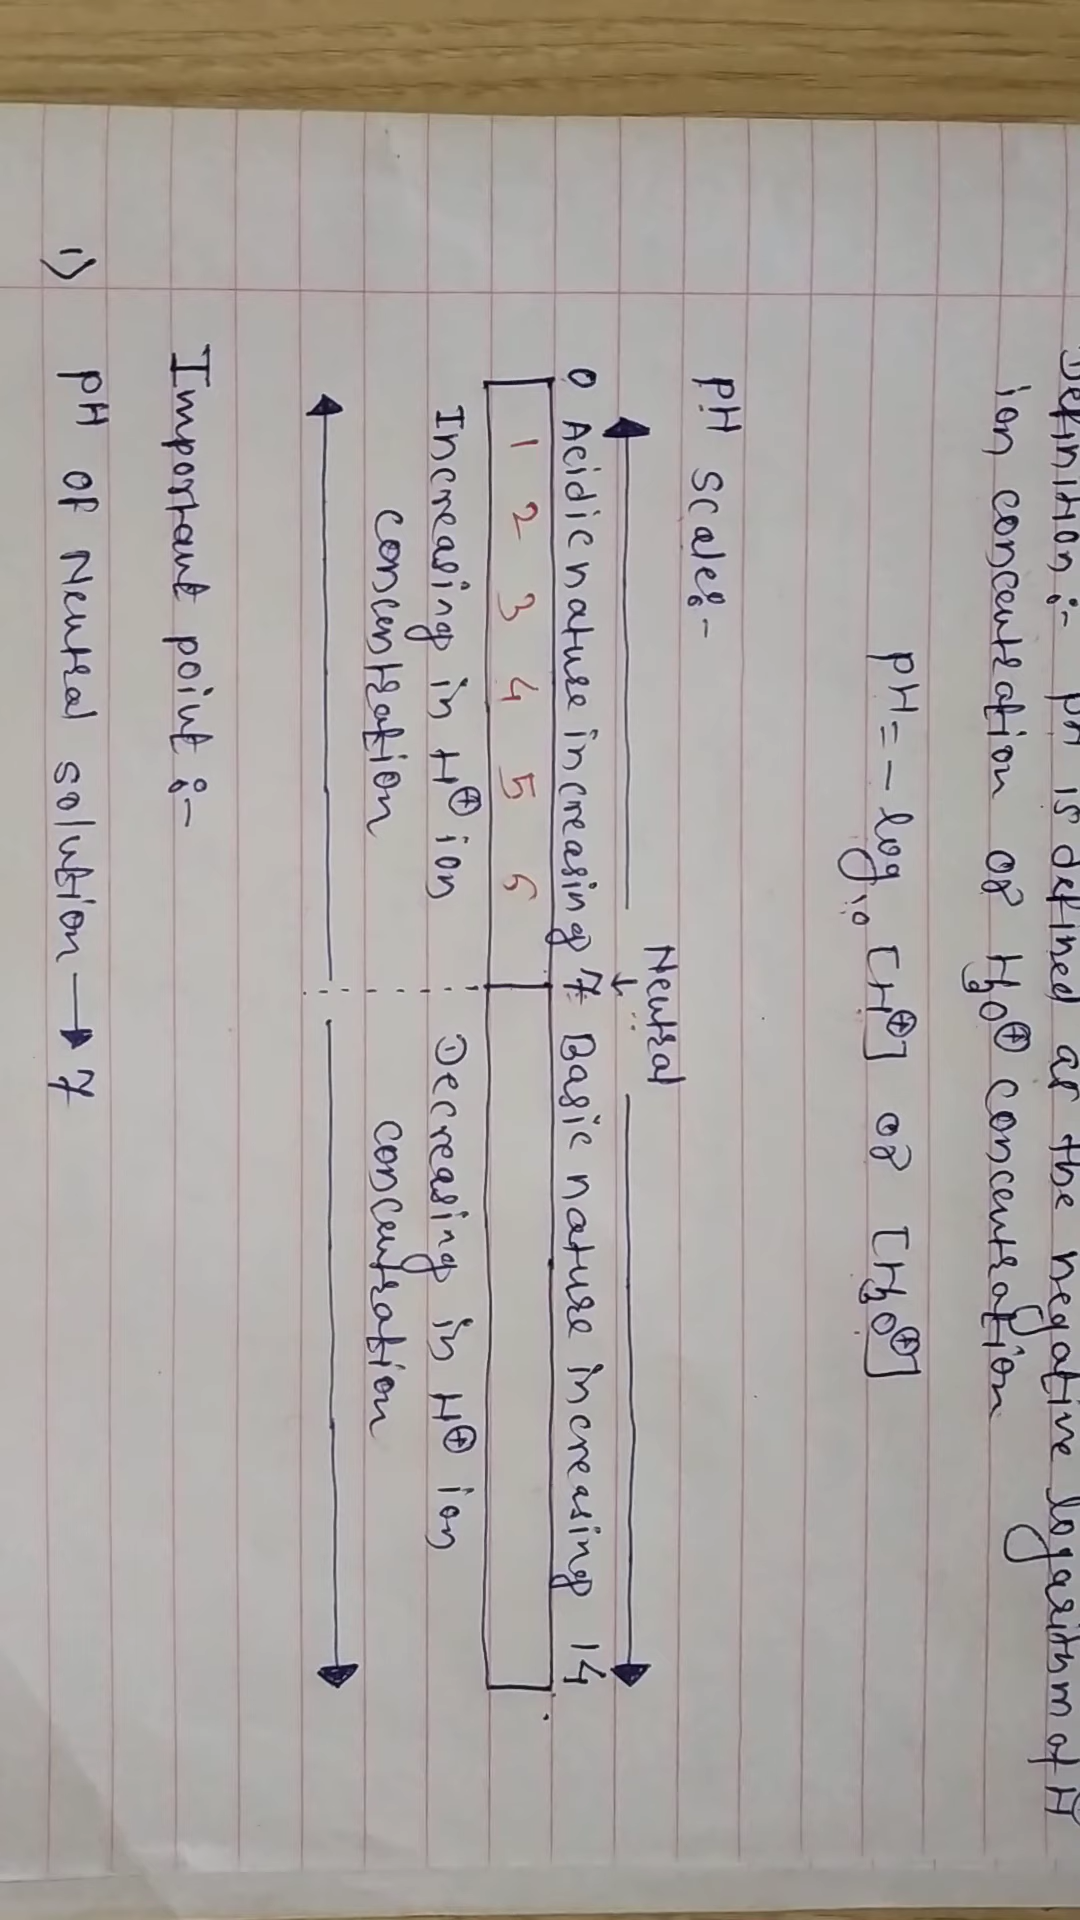 Definition :- pH is defined as the negative logarithm of H
ion concentration or H3O⊕ concentration
pH = - log10 [H⊕] or [H3O⊕]
pH scale:-
Neutral
0 Acidic nature increasing 7 Basic nature increasing 14
1 2 3 4 5 6
Increasing in H⊕ ion Decreasing in H⊕ ion
concentration concentration
Important point :-
1) pH of Neutral solution → 7